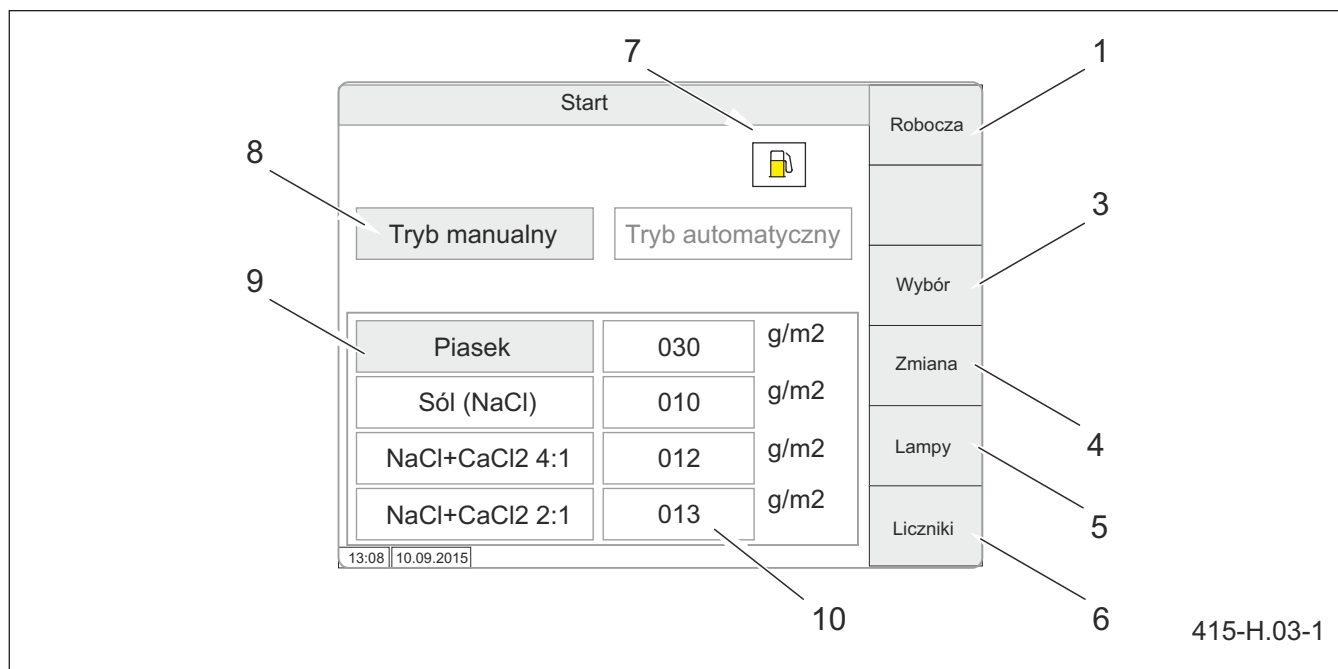 7
1
Start
Robocza
8
3
Tryb manualny
Tryb automatyczny
Wybór
9
Piasek
030
g/m2
Zmiana
Sól (NaCl)
010
g/m2
NaCl+CaCl2 4:1
012
g/m2
Lampy
4
NaCl+CaCl2 2:1
013
g/m2
Liczniki
5
13:08
10.09.2015
10
6
415-H.03-1